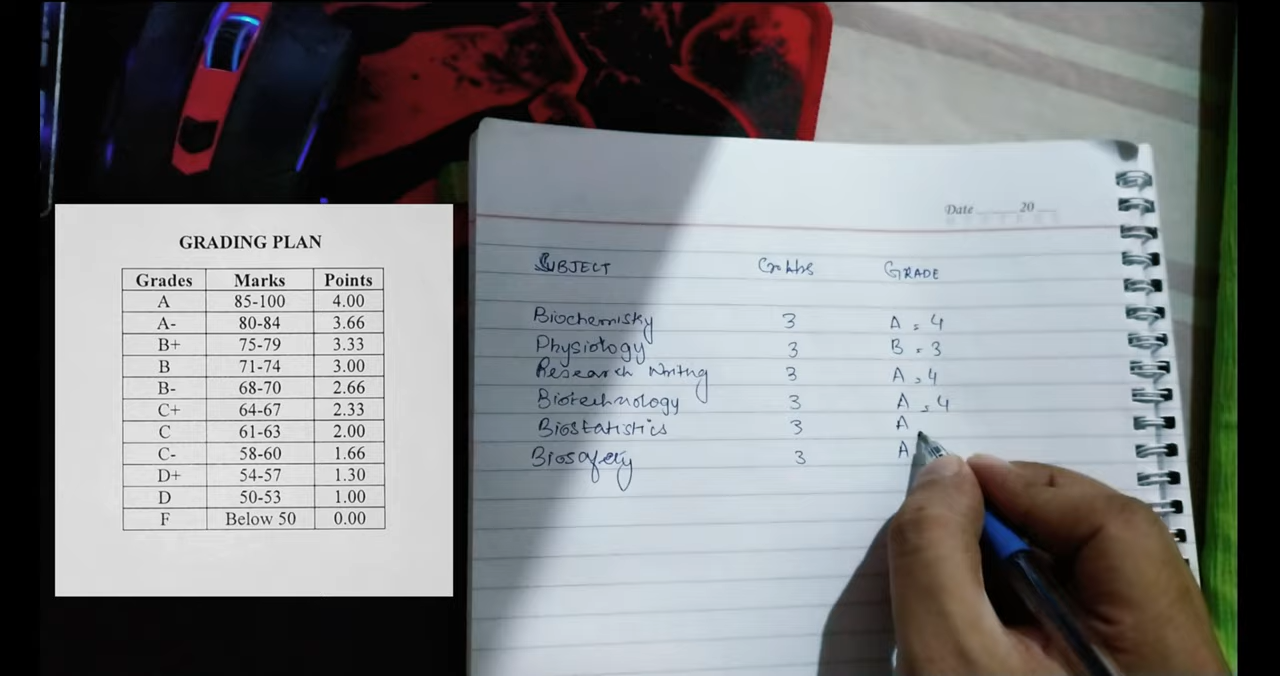 GRADING PLAN
Grades Marks Points
A 85-100 4.00
A- 80-84 3.66
B+ 75-79 3.33
B 71-74 3.00
B- 68-70 2.66
C+ 64-67 2.33
C 61-63 2.00
C- 58-60 1.66
D+ 54-57 1.30
D 50-53 1.00
F Below 50 0.00
Date 20
SUBJECT GRADE
Biochemistry 3 A = 4
Physiology 3 B = 3
Research Writing 3 A = 4
Biotechnology 3 A = 4
Biostatistics 3 A
Biosafety 3 A